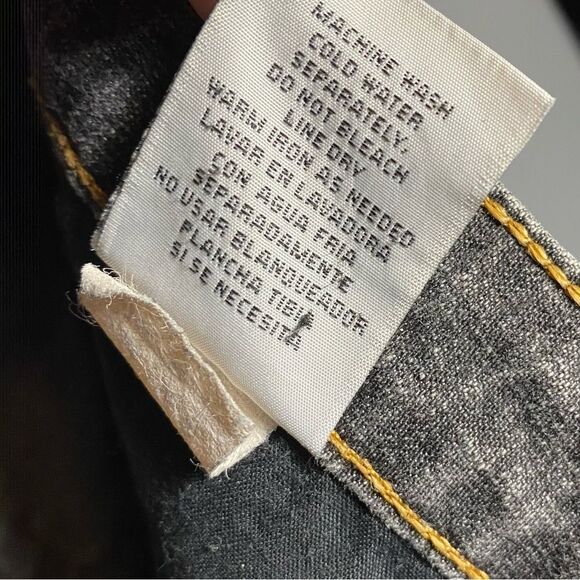 MACHINE WASH
COLD WATER
SEPARATELY.
DO NOT BLEACH
LINE DRY
WARM IRON AS NEEDED
LAVAR EN LAVADORA
CON AGUA FRIA
SEPARADAMENTE
NO USAR BLANQUEADOR
PLANCHA TIBIA
SI SE NECESITA